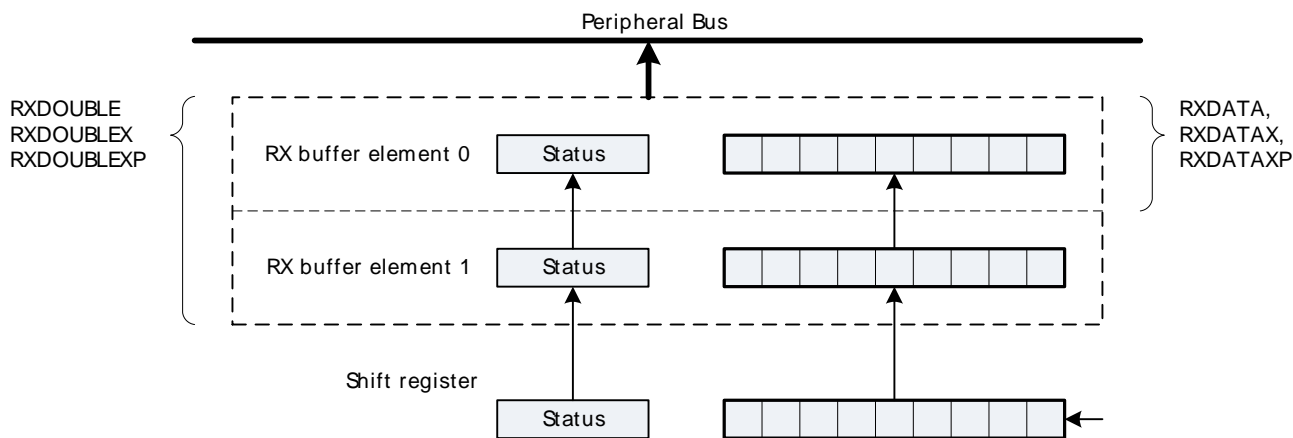 Peripheral Bus
RXDOUBLE
RXDOUBLEX
RXDOUBLEXP
RXDATA,
RXDATAX,
RXDATAXP
RX buffer element 0
Status
RX buffer element 1
Status
Shift register
Status